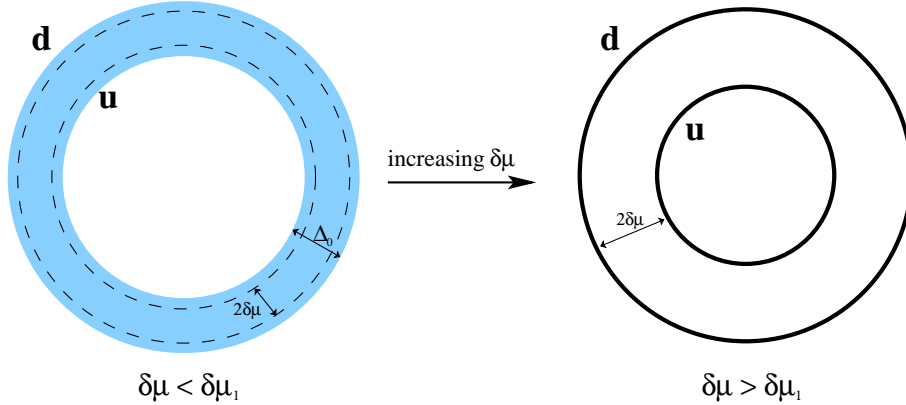 d
u
Δ₀
2δμ
δμ < δμ₁
increasing δμ
d
u
2δμ
δμ > δμ₁